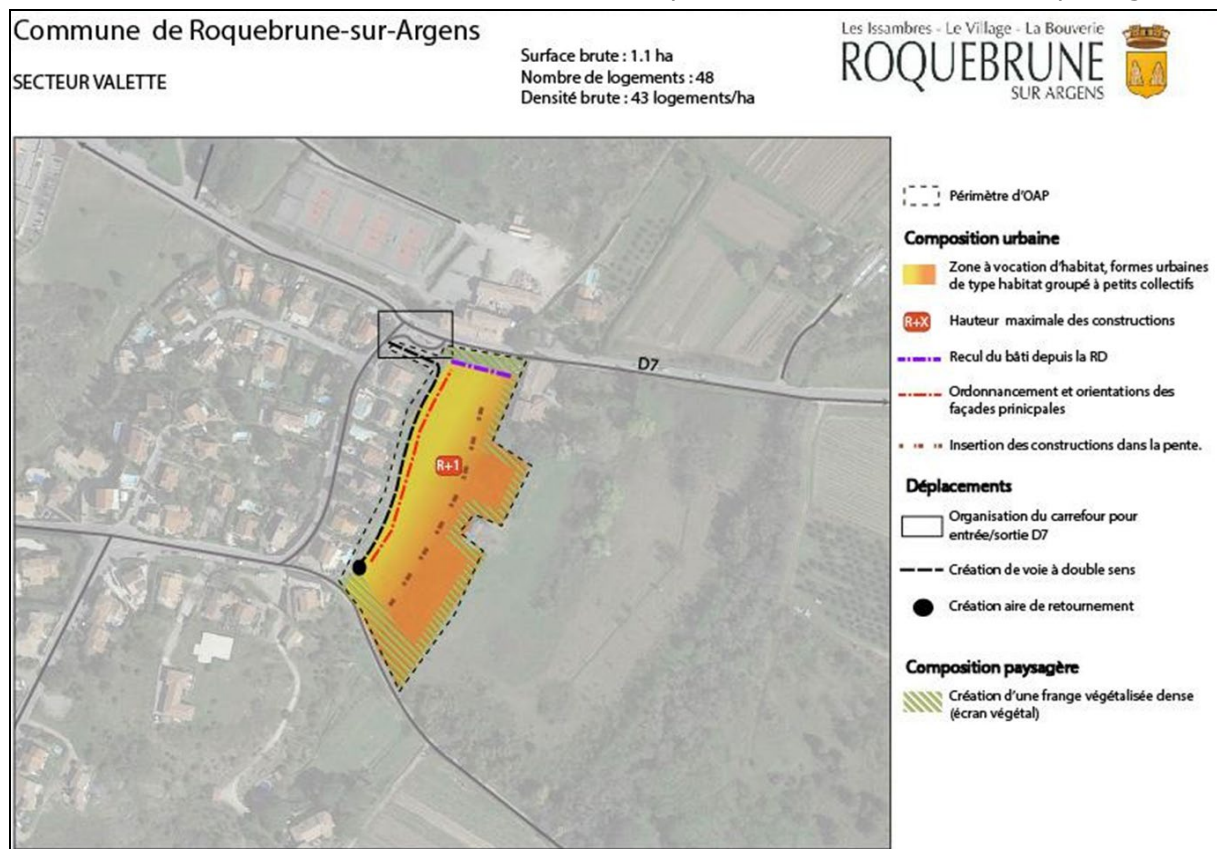 Commune de Roquebrune-sur-Argens
SECTEUR VALETTE
Surface brute : 1.1 ha
Nombre de logements : 48
Densité brute : 43 logements/ha
Les Issambres - Le Village - La Bouverie
ROQUEBRUNE
SUR ARGENS
D7
R+1
Périmètre d'OAP
Composition urbaine
Zone à vocation d'habitat, formes urbaines
de type habitat groupé à petits collectifs
R+X
Hauteur maximale des constructions
Recul du bâti depuis la RD
Ordonnancement et orientations des
façades prinicpales
Insertion des constructions dans la pente.
Déplacements
Organisation du carrefour pour
entrée/sortie D7
Création de voie à double sens
Création aire de retournement
Composition paysagère
Création d'une frange végétalisée dense
(écran végétal)